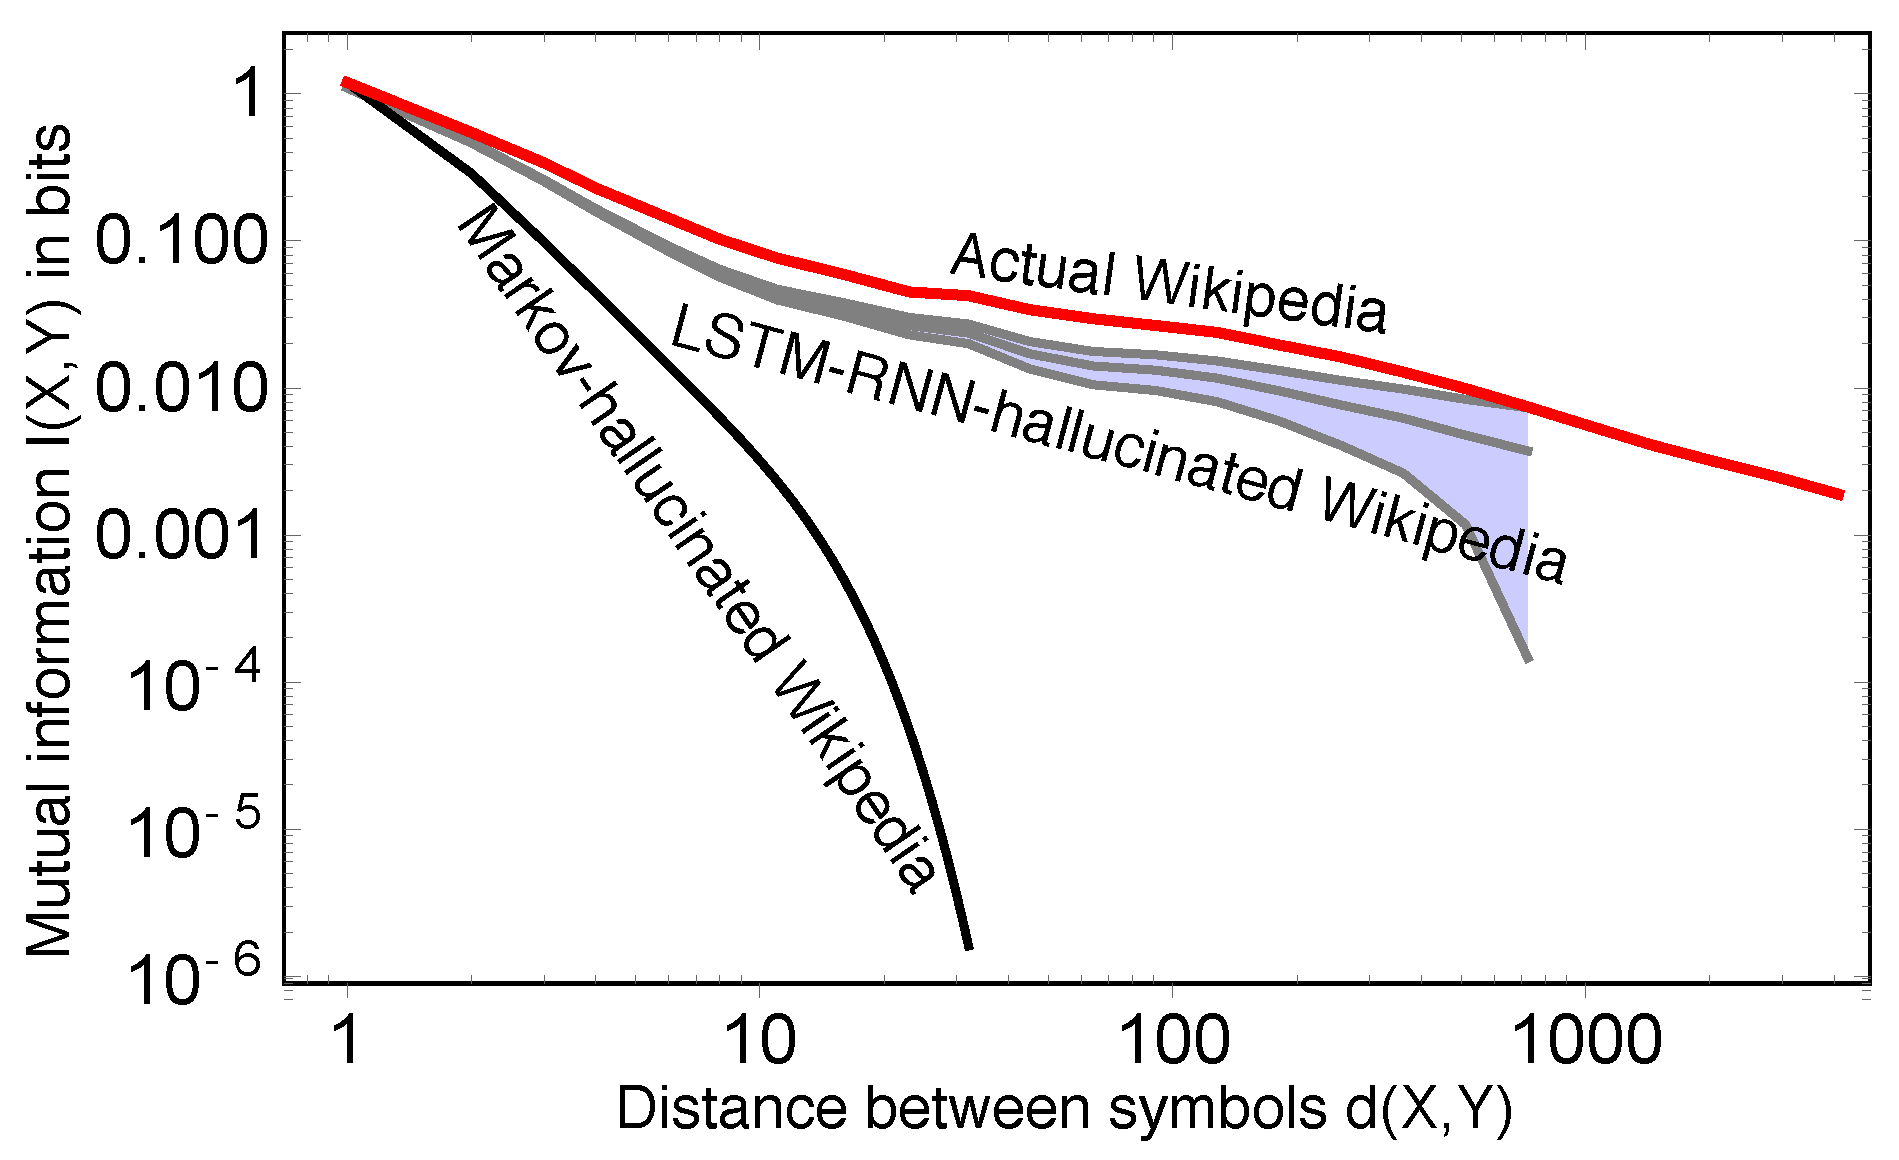 Mutual information I(X,Y) in bits
1
0.100
0.010
0.001
10^-4
10^-5
10^-6
Actual Wikipedia
LSTM-RNN-hallucinated Wikipedia
Markov-hallucinated Wikipedia
1 10 100 1000
Distance between symbols d(X,Y)